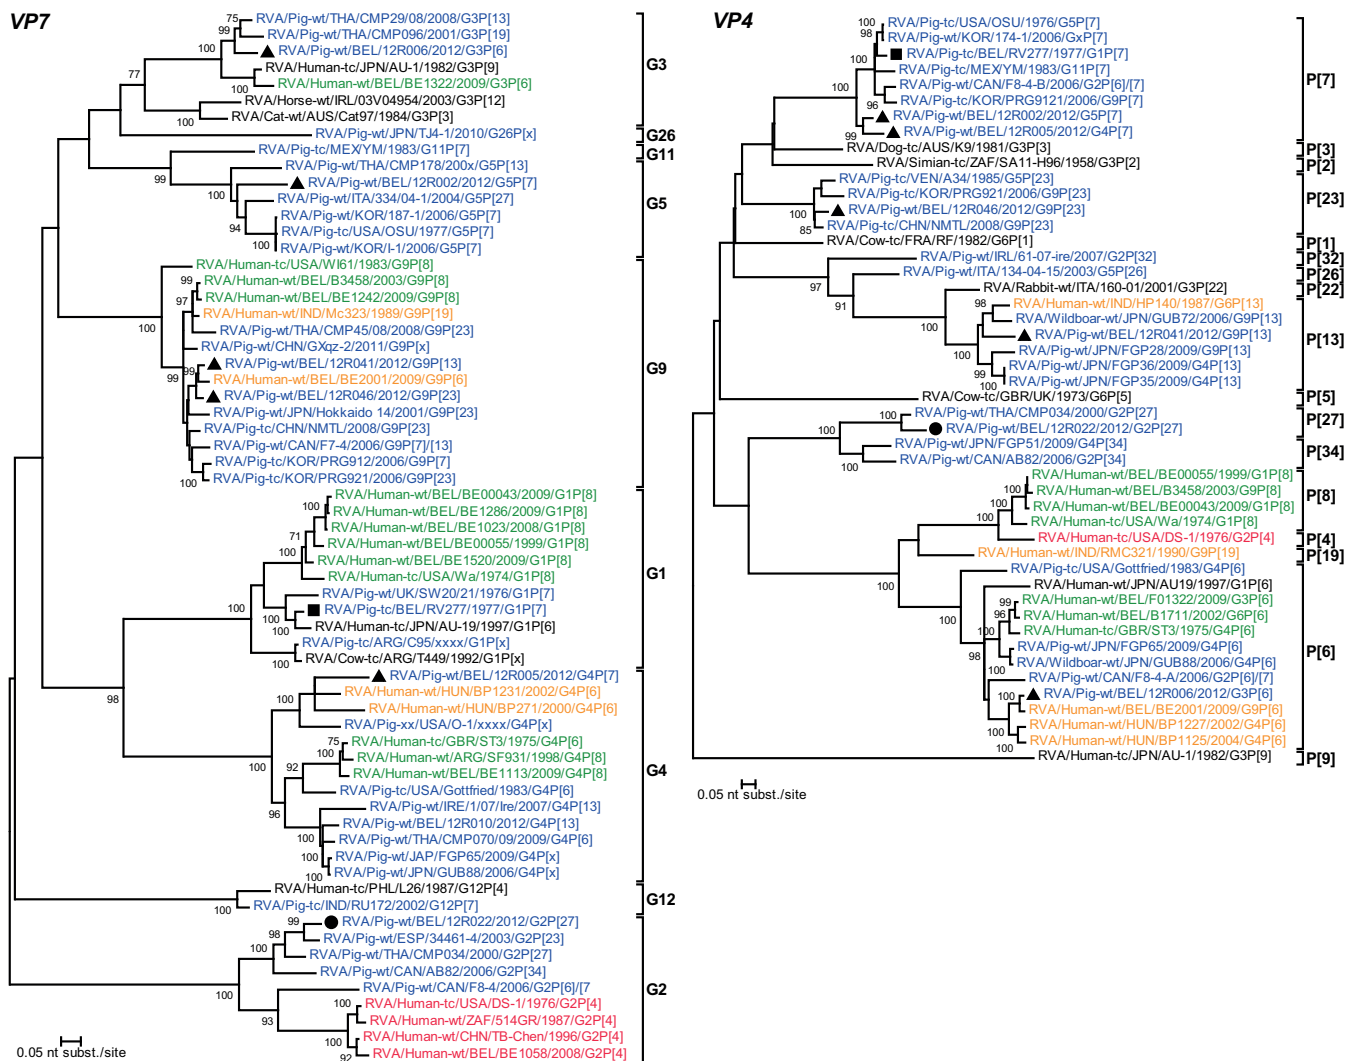 VP7
75
RVA/Pig-wt/THA/CMP29/08/2008/G3P[13]
99
RVA/Pig-wt/THA/CMP096/2001/G3P[19]
100
RVA/Pig-wt/BEL/12R006/2012/G3P[6]
77
RVA/Human-tc/JPN/AU-1/1982/G3P[9]
100
RVA/Human-wt/BEL/BE1322/2009/G3P[6]
RVA/Horse-wt/IRL/03V04954/2003/G3P[12]
100
RVA/Cat-wt/AUS/Cat97/1984/G3P[3]
G3
RVA/Pig-wt/JPN/TJ4-1/2010/G26P[x]
G26
RVA/Pig-tc/MEX/YM/1983/G11P[7]
G11
99
RVA/Pig-wt/THA/CMP178/200x/G5P[13]
RVA/Pig-wt/BEL/12R002/2012/G5P[7]
100
RVA/Pig-wt/ITA/334/04-1/2004/G5P[27]
RVA/Pig-wt/KOR/187-1/2006/G5P[7]
94
RVA/Pig-tc/USA/OSU/1977/G5P[7]
100
RVA/Pig-wt/KOR/I-1/2006/G5P[7]
G5
RVA/Human-tc/USA/WI61/1983/G9P[8]
99
RVA/Human-wt/BEL/B3458/2003/G9P[8]
97
RVA/Human-wt/BEL/BE1242/2009/G9P[8]
RVA/Human-wt/IND/Mc323/1989/G9P[19]
100
RVA/Pig-wt/THA/CMP45/08/2008/G9P[23]
RVA/Pig-wt/CHN/GXqz-2/2011/G9P[x]
RVA/Pig-wt/BEL/12R041/2012/G9P[13]
99
99
RVA/Human-wt/BEL/BE2001/2009/G9P[6]
RVA/Pig-wt/BEL/12R046/2012/G9P[23]
RVA/Pig-wt/JPN/Hokkaido 14/2001/G9P[23]
RVA/Pig-tc/CHN/NMTL/2008/G9P[23]
RVA/Pig-wt/CAN/F7-4/2006/G9P[7]/[13]
RVA/Pig-tc/KOR/PRG912/2006/G9P[7]
100
RVA/Pig-tc/KOR/PRG921/2006/G9P[23]
G9
RVA/Human-wt/BEL/BE00043/2009/G1P[8]
100
RVA/Human-wt/BEL/BE1286/2009/G1P[8]
100
RVA/Human-wt/BEL/BE1023/2008/G1P[8]
71
RVA/Human-wt/BEL/BE00055/1999/G1P[8]
100
RVA/Human-wt/BEL/BE1520/2009/G1P[8]
RVA/Human-tc/USA/Wa/1974/G1P[8]
RVA/Pig-wt/UK/SW20/21/1976/G1P[7]
100
100
RVA/Pig-tc/BEL/RV277/1977/G1P[7]
100
RVA/Human-tc/JPN/AU-19/1997/G1P[6]
RVA/Pig-tc/ARG/C95/xxxx/G1P[x]
100
RVA/Cow-tc/ARG/T449/1992/G1P[x]
G1
98
RVA/Pig-wt/BEL/12R005/2012/G4P[7]
100
RVA/Human-wt/HUN/BP1231/2002/G4P[6]
100
RVA/Human-wt/HUN/BP271/2000/G4P[6]
RVA/Pig-xx/USA/O-1/xxxx/G4P[x]
75
RVA/Human-tc/GBR/ST3/1975/G4P[6]
100
RVA/Human-wt/ARG/SF931/1998/G4P[8]
100
92
RVA/Human-wt/BEL/BE1113/2009/G4P[8]
RVA/Pig-tc/USA/Gottfried/1983/G4P[6]
96
RVA/Pig-wt/IRE/1/07/Ire/2007/G4P[13]
RVA/Pig-wt/BEL/12R010/2012/G4P[13]
100
RVA/Pig-wt/THA/CMP070/09/2009/G4P[6]
100
RVA/Pig-wt/JAP/FGP65/2009/G4P[x]
100
RVA/Pig-wt/JPN/GUB88/2006/G4P[x]
G4
RVA/Human-tc/PHL/L26/1987/G12P[4]
100
RVA/Pig-tc/IND/RU172/2002/G12P[7]
G12
99
RVA/Pig-wt/BEL/12R022/2012/G2P[27]
98
RVA/Pig-wt/ESP/34461-4/2003/G2P[23]
100
RVA/Pig-wt/THA/CMP034/2000/G2P[27]
RVA/Pig-wt/CAN/AB82/2006/G2P[34]
100
RVA/Pig-wt/CAN/F8-4/2006/G2P[6]/[7
93
100
RVA/Human-tc/USA/DS-1/1976/G2P[4]
RVA/Human-wt/ZAF/514GR/1987/G2P[4]
100
RVA/Human-wt/CHN/TB-Chen/1996/G2P[4]
92
RVA/Human-wt/BEL/BE1058/2008/G2P[4]
G2
0.05 nt subst./site
VP4
100
RVA/Pig-tc/USA/OSU/1976/G5P[7]
98
RVA/Pig-wt/KOR/174-1/2006/GxP[7]
RVA/Pig-tc/BEL/RV277/1977/G1P[7]
100
RVA/Pig-tc/MEX/YM/1983/G11P[7]
100
RVA/Pig-wt/CAN/F8-4-B/2006/G2P[6]/[7]
96
RVA/Pig-tc/KOR/PRG9121/2006/G9P[7]
RVA/Pig-wt/BEL/12R002/2012/G5P[7]
99
RVA/Pig-wt/BEL/12R005/2012/G4P[7]
P[7]
RVA/Dog-tc/AUS/K9/1981/G3P[3]
P[3]
RVA/Simian-tc/ZAF/SA11-H96/1958/G3P[2]
P[2]
RVA/Pig-tc/VEN/A34/1985/G5P[23]
RVA/Pig-tc/KOR/PRG921/2006/G9P[23]
100
RVA/Pig-wt/BEL/12R046/2012/G9P[23]
85
RVA/Pig-tc/CHN/NMTL/2008/G9P[23]
P[23]
RVA/Cow-tc/FRA/RF/1982/G6P[1]
P[1]
RVA/Pig-wt/IRL/61-07-ire/2007/G2P[32]
P[32]
97
RVA/Pig-wt/ITA/134-04-15/2003/G5P[26]
P[26]
91
RVA/Rabbit-wt/ITA/160-01/2001/G3P[22]
P[22]
98
RVA/Human-wt/IND/HP140/1987/G6P[13]
RVA/Wildboar-wt/JPN/GUB72/2006/G9P[13]
100
RVA/Pig-wt/BEL/12R041/2012/G9P[13]
100
RVA/Pig-wt/JPN/FGP28/2009/G9P[13]
99
RVA/Pig-wt/JPN/FGP36/2009/G4P[13]
100
RVA/Pig-wt/JPN/FGP35/2009/G4P[13]
P[13]
RVA/Cow-tc/GBR/UK/1973/G6P[5]
P[5]
RVA/Pig-wt/THA/CMP034/2000/G2P[27]
100
100
RVA/Pig-wt/BEL/12R022/2012/G2P[27]
P[27]
RVA/Pig-wt/JPN/FGP51/2009/G4P[34]
100
RVA/Pig-wt/CAN/AB82/2006/G2P[34]
P[34]
RVA/Human-wt/BEL/BE00055/1999/G1P[8]
100
RVA/Human-wt/BEL/B3458/2003/G9P[8]
100
RVA/Human-wt/BEL/BE00043/2009/G1P[8]
100
RVA/Human-tc/USA/Wa/1974/G1P[8]
P[8]
RVA/Human-tc/USA/DS-1/1976/G2P[4]
P[4]
RVA/Human-wt/IND/RMC321/1990/G9P[19]
P[19]
100
RVA/Pig-tc/USA/Gottfried/1983/G4P[6]
RVA/Human-wt/JPN/AU19/1997/G1P[6]
99
RVA/Human-wt/BEL/F01322/2009/G3P[6]
96
RVA/Human-wt/BEL/B1711/2002/G6P[6]
100
RVA/Human-tc/GBR/ST3/1975/G4P[6]
RVA/Pig-wt/JPN/FGP65/2009/G4P[6]
98
100
RVA/Wildboar-wt/JPN/GUB88/2006/G4P[6]
RVA/Pig-wt/CAN/F8-4-A/2006/G2P[6]/[7]
RVA/Pig-wt/BEL/12R006/2012/G3P[6]
100
RVA/Human-wt/BEL/BE2001/2009/G9P[6]
RVA/Human-wt/HUN/BP1227/2002/G4P[6]
100
RVA/Human-wt/HUN/BP1125/2004/G4P[6]
P[6]
RVA/Human-tc/JPN/AU-1/1982/G3P[9]
P[9]
0.05 nt subst./site